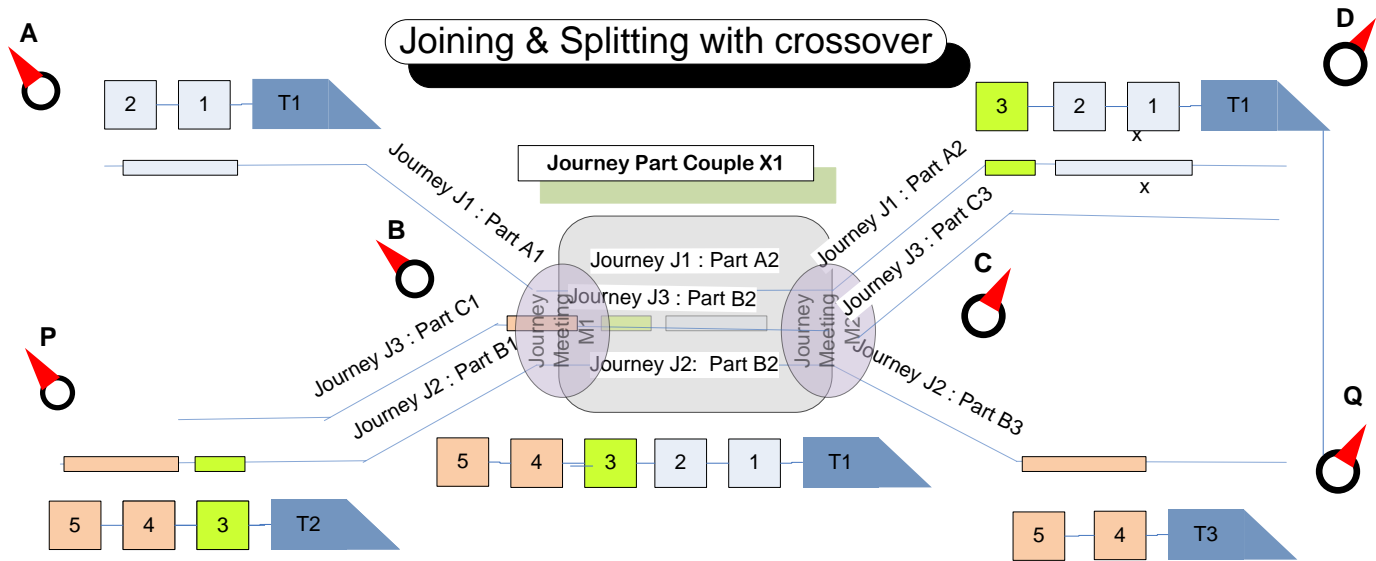 Joining & Splitting with crossover
A
D
2 1 T1
3 2 1 T1
x
Journey Part Couple X1
x
Journey J1 : Part A1
Journey J1 : Part A2
Journey J3 : Part C3
B
C
Journey J1 : Part A2
Journey J3 : Part B2
Journey J2: Part B2
Journey
Meeting
M1
Journey
Meeting
M2
P
Journey J3 : Part C1
Journey J2 : Part B1
Journey J2 : Part B3
Q
5 4 3 2 1 T1
5 4 3 T2
5 4 T3